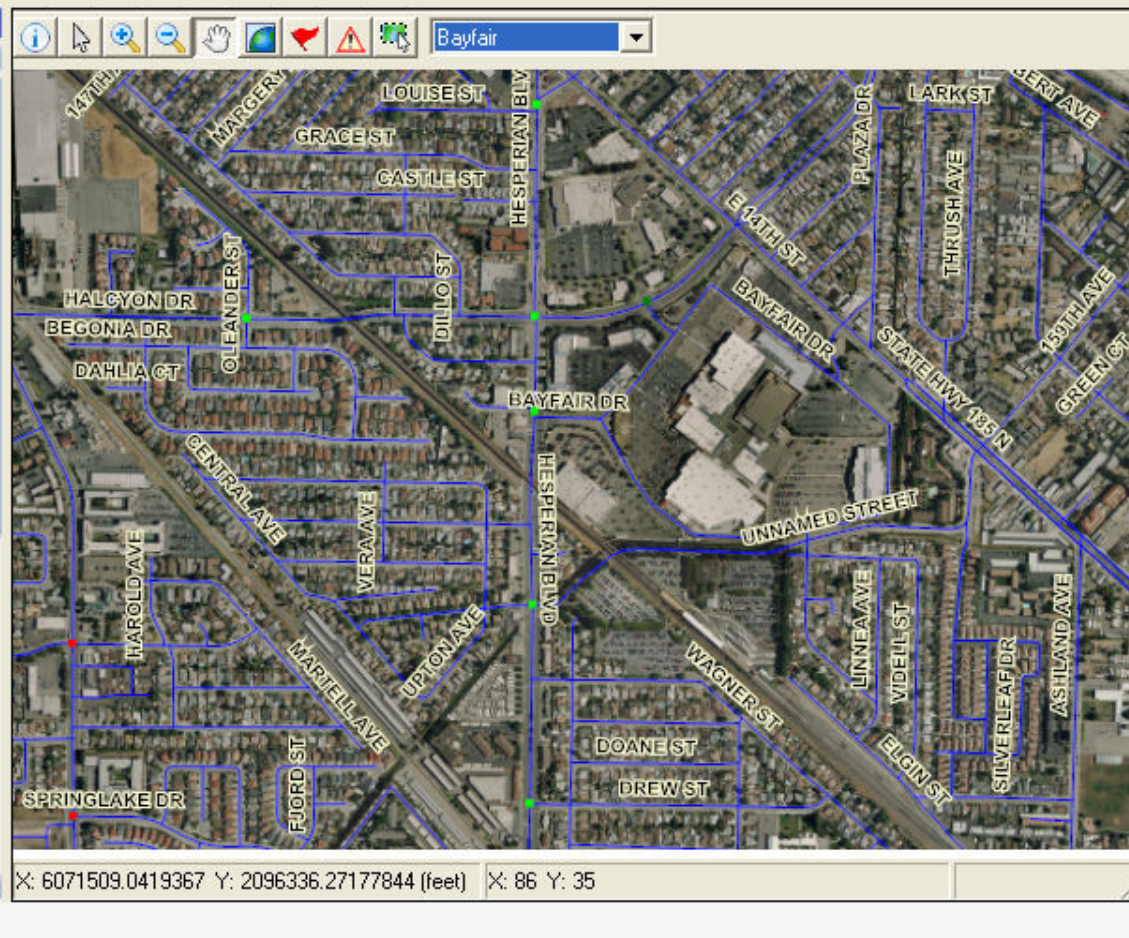 Bayfair
147TH
MARGERY
LOUISE ST
HESPERIAN BLV
PLAZA DR
LARK ST
BERT AVE
GRACE ST
CASTLE ST
THRUSH AVE
E 14TH ST
OLEANDER ST
DILLO ST
HALCYON DR
BEGONIA DR
BAYFAIR DR
159TH AVE
DAHLIA CT
STATE HWY 185 N
GREEN CT
BAYFAIR DR
CENTRAL AVE
HESPERIAN BLVD
VERA AVE
UNNAMED STREET
HAROLD AVE
LINNEA AVE
VIDELL ST
ASHLAND AVE
UPTON AVE
MARTELL AVE
WAGNER ST
SILVERLEAF DR
DOANE ST
ELGIN ST
FJORD ST
DREW ST
SPRINGLAKE DR
X: 6071509.0419367 Y: 2096336.27177844 (feet)
X: 86 Y: 35